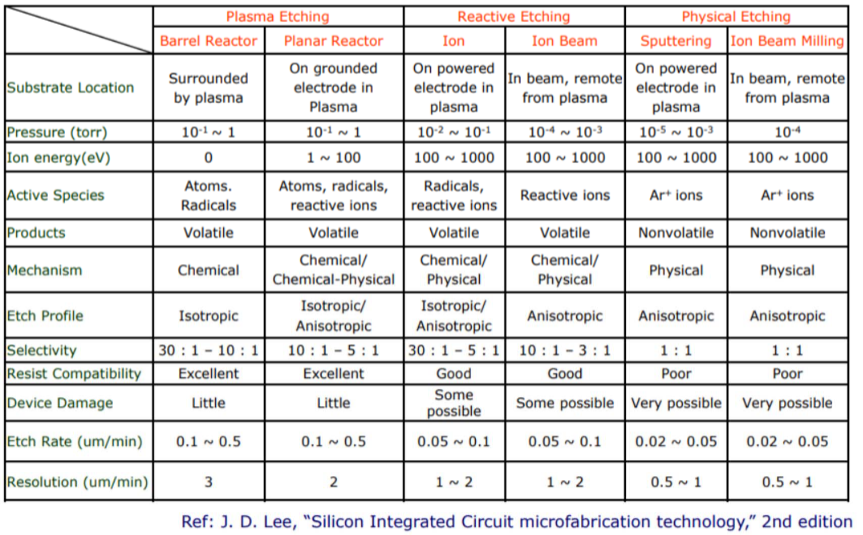 Plasma Etching Reactive Etching Physical Etching
Barrel Reactor Planar Reactor Ion Ion Beam Sputtering Ion Beam Milling
Substrate Location Surrounded by plasma On grounded electrode in Plasma On powered electrode in plasma In beam, remote from plasma On powered electrode in plasma In beam, remote from plasma
Pressure (torr) 10⁻¹ ~ 1 10⁻¹ ~ 1 10⁻² ~ 10⁻¹ 10⁻⁴ ~ 10⁻³ 10⁻⁵ ~ 10⁻³ 10⁻⁴
Ion energy(eV) 0 1 ~ 100 100 ~ 1000 100 ~ 1000 100 ~ 1000 100 ~ 1000
Active Species Atoms. Radicals Atoms, radicals, reactive ions Radicals, reactive ions Reactive ions Ar⁺ ions Ar⁺ ions
Products Volatile Volatile Volatile Volatile Nonvolatile Nonvolatile
Mechanism Chemical Chemical/ Chemical-Physical Chemical/ Physical Chemical/ Physical Physical Physical
Etch Profile Isotropic Isotropic/ Anisotropic Isotropic/ Anisotropic Anisotropic Anisotropic Anisotropic
Selectivity 30 : 1 – 10 : 1 10 : 1 – 5 : 1 30 : 1 – 5 : 1 10 : 1 – 3 : 1 1 : 1 1 : 1
Resist Compatibility Excellent Excellent Good Good Poor Poor
Device Damage Little Little Some possible Some possible Very possible Very possible
Etch Rate (um/min) 0.1 ~ 0.5 0.1 ~ 0.5 0.05 ~ 0.1 0.05 ~ 0.1 0.02 ~ 0.05 0.02 ~ 0.05
Resolution (um/min) 3 2 1 ~ 2 1 ~ 2 0.5 ~ 1 0.5 ~ 1
Ref: J. D. Lee, “Silicon Integrated Circuit microfabrication technology,” 2nd edition